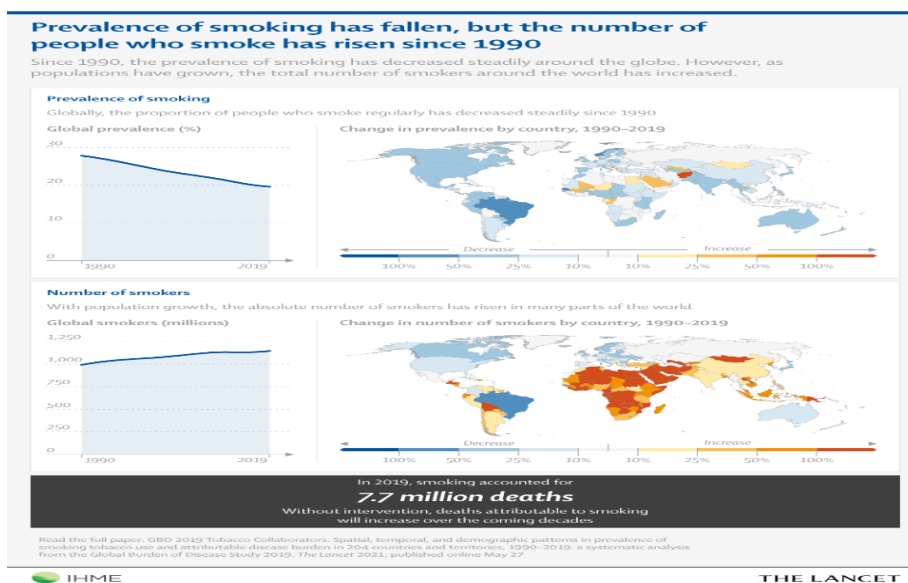 Prevalence of smoking has fallen, but the number of
people who smoke has risen since 1990
Since 1990, the prevalence of smoking has decreased steadily around the globe. However, as
populations have grown, the total number of smokers around the world has increased.
Prevalence of smoking
Globally, the proportion of people who smoke regularly has decreased steadily since 1990
Global prevalence (%)
Change in prevalence by country, 1990–2019
30
20
10
0
1990 2019
Decrease Increase
100% 50% 25% 10% 10% 25% 50% 100%
Number of smokers
With population growth, the absolute number of smokers has risen in many parts of the world
Global smokers (millions)
Change in number of smokers by country, 1990–2019
1,250
1,000
750
500
250
0
1990 2019
Decrease Increase
100% 50% 25% 10% 10% 25% 50% 100%
In 2019, smoking accounted for
7.7 million deaths
Without intervention, deaths attributable to smoking
will increase over the coming decades
Read the full paper: GBD 2019 Tobacco Collaborators. Spatial, temporal, and demographic patterns in prevalence of
smoking tobacco use and attributable disease burden in 204 countries and territories, 1990–2019: a systematic analysis
from the Global Burden of Disease Study 2019. The Lancet 2021; published online May 27
IHME
THE LANCET